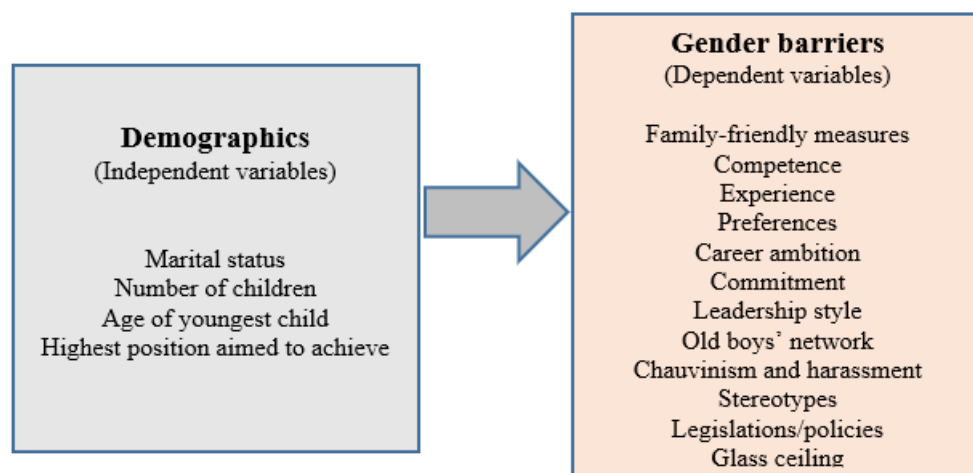 Demographics
(Independent variables)
Marital status
Number of children
Age of youngest child
Highest position aimed to achieve
Gender barriers
(Dependent variables)
Family-friendly measures
Competence
Experience
Preferences
Career ambition
Commitment
Leadership style
Old boys’ network
Chauvinism and harassment
Stereotypes
Legislations/policies
Glass ceiling